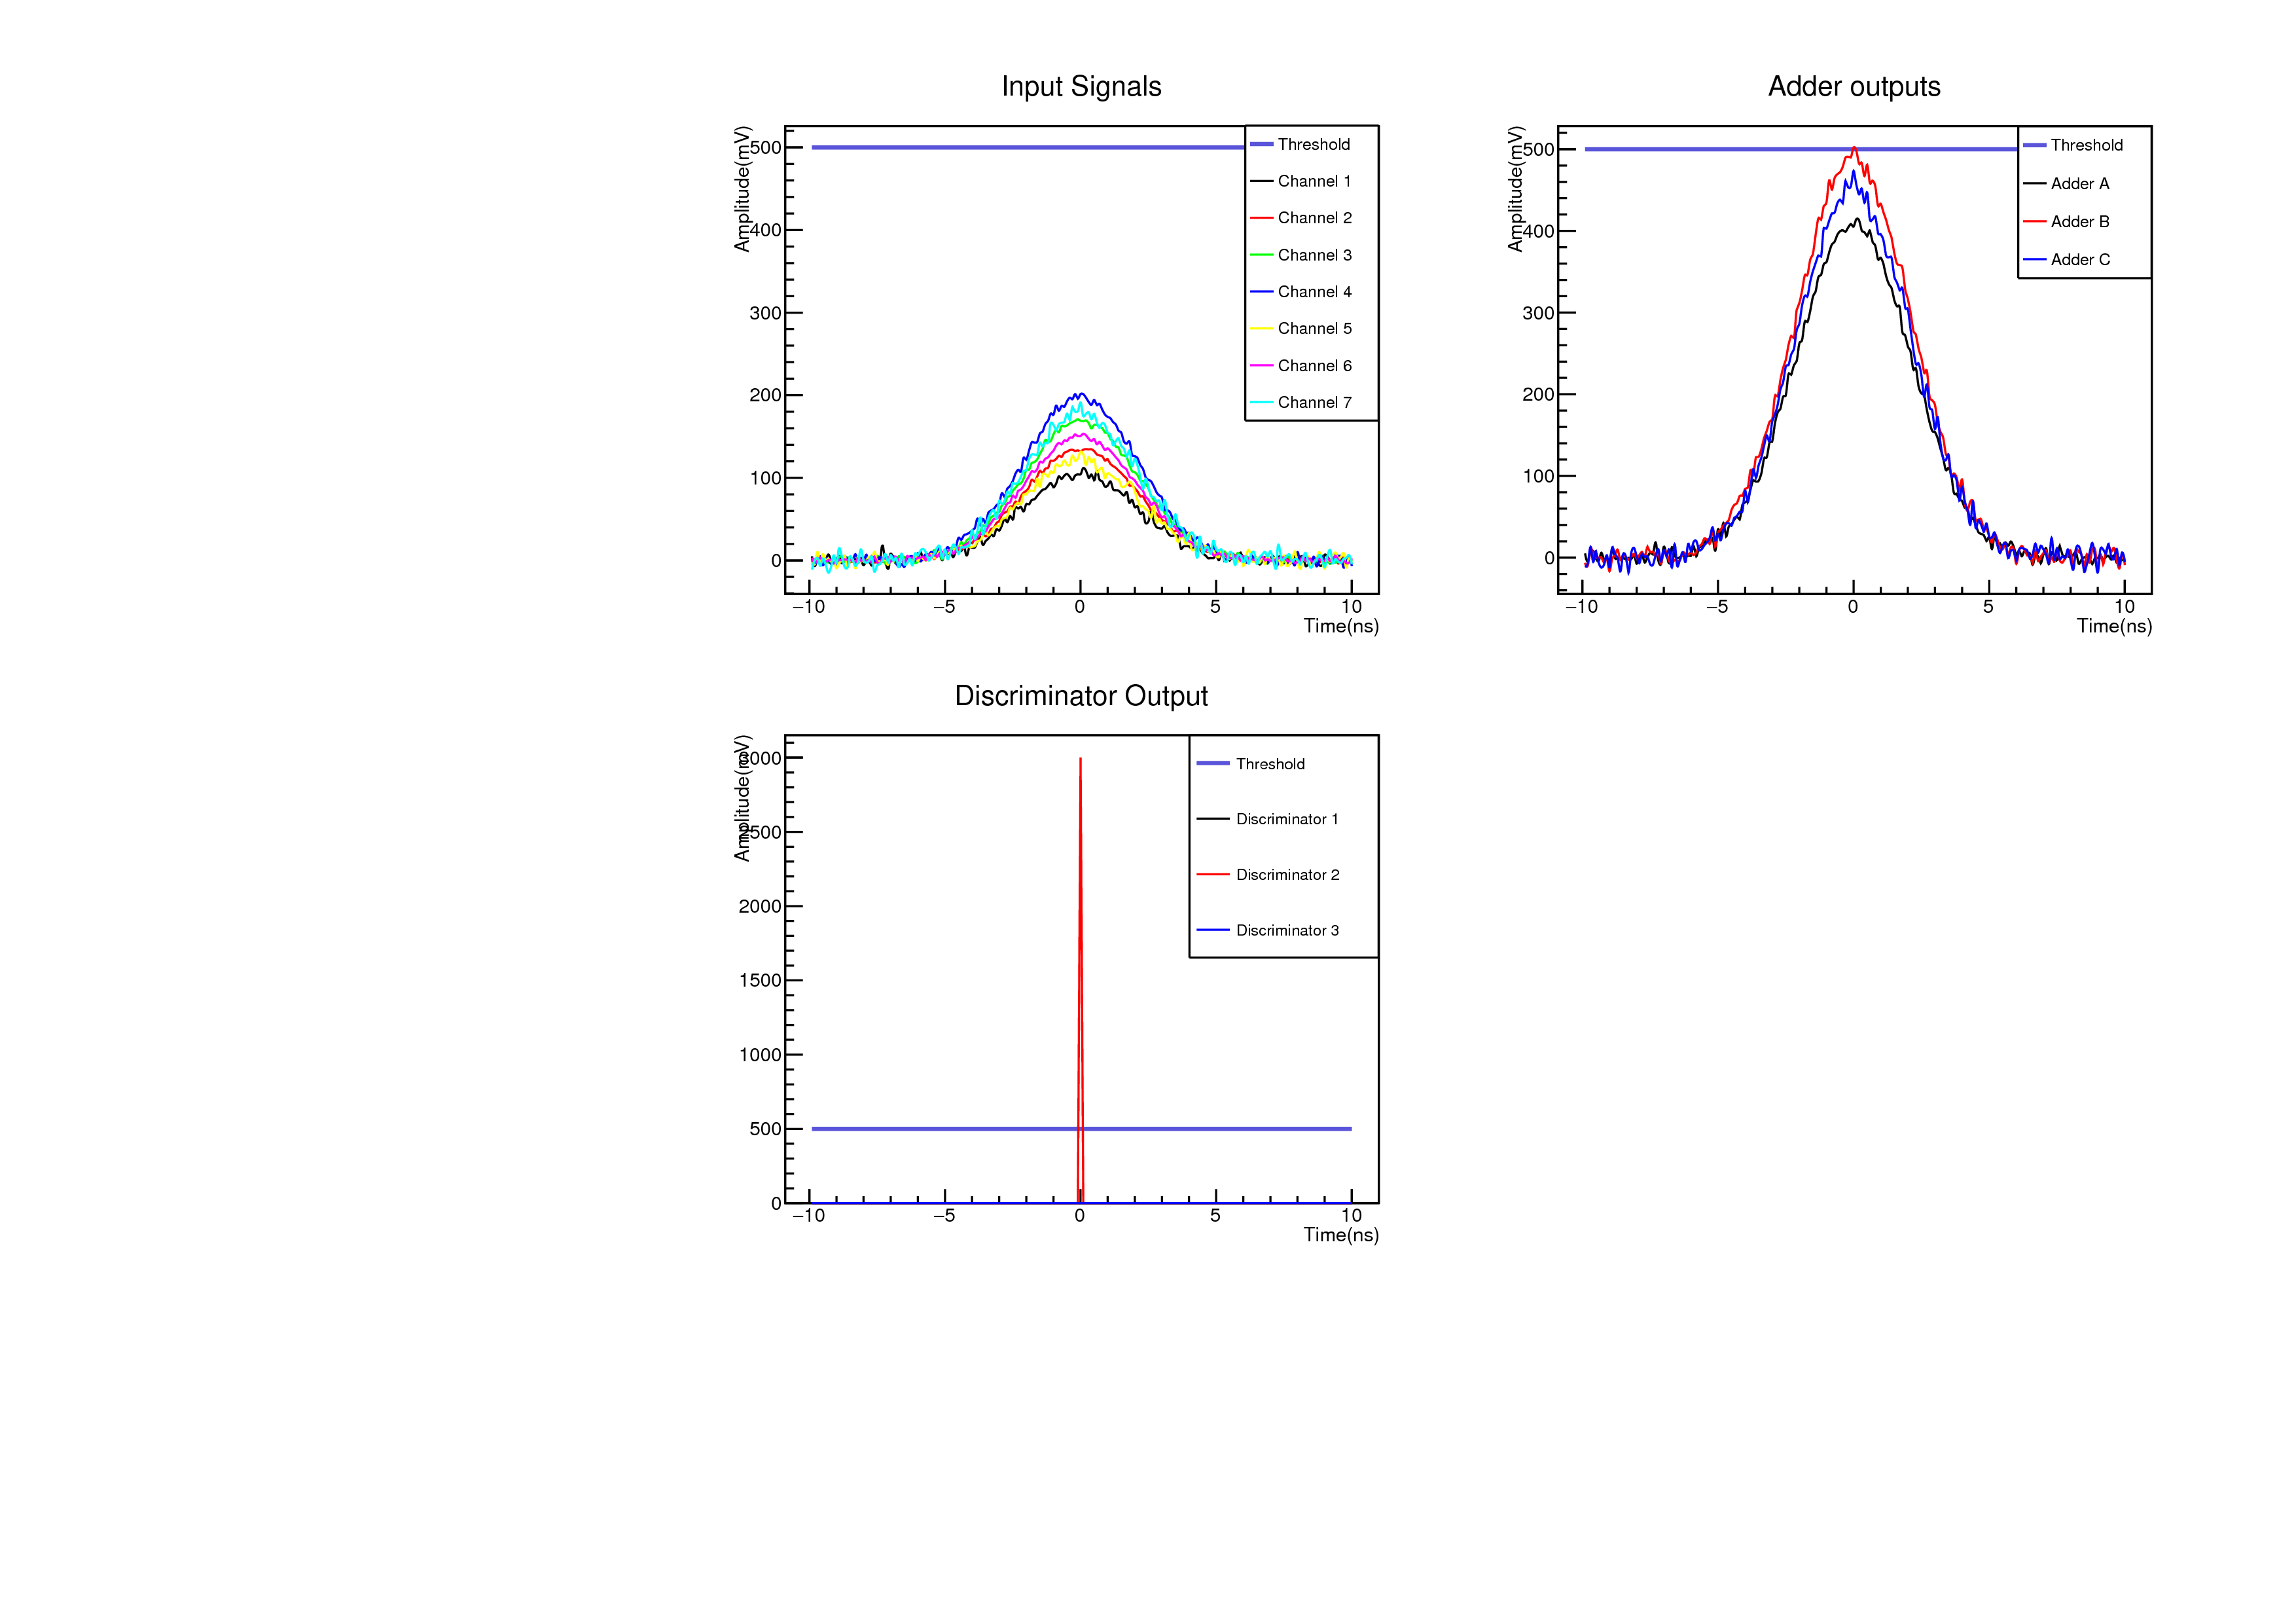 Input Signals
Amplitude(mV)
500
400
300
200
100
0
−10
−5
0
5
10
Time(ns)
Threshold
Channel 1
Channel 2
Channel 3
Channel 4
Channel 5
Channel 6
Channel 7
Adder outputs
Amplitude(mV)
500
400
300
200
100
0
−10
−5
0
5
10
Time(ns)
Threshold
Adder A
Adder B
Adder C
Discriminator Output
Amplitude(mV)
3000
2500
2000
1500
1000
500
0
−10
−5
0
5
10
Time(ns)
Threshold
Discriminator 1
Discriminator 2
Discriminator 3